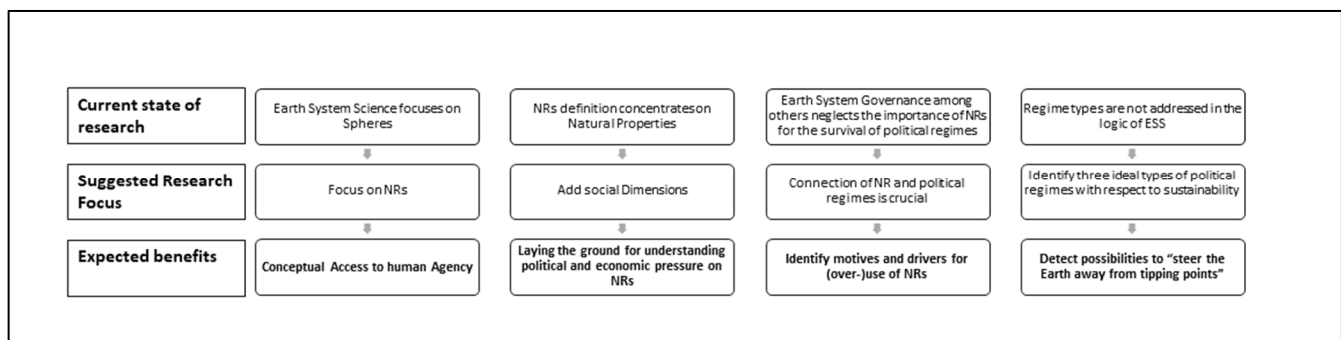 Current state of
research
Earth System Science focuses on
Spheres
NRs definition concentrates on
Natural Properties
Earth System Governance among
others neglects the importance of NRs
for the survival of political regimes
Regime types are not addressed in the
logic of ESS
Suggested Research
Focus
Focus on NRs
Add social Dimensions
Connection of NR and political
regimes is crucial
Identify three ideal types of political
regimes with respect to sustainability
Expected benefits
Conceptual Access to human Agency
Laying the ground for understanding
political and economic pressure on
NRs
Identify motives and drivers for
(over-)use of NRs
Detect possibilities to “steer the
Earth away from tipping points”